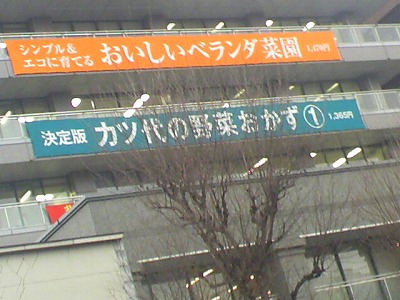 シンプル&
エコに育てる おいしいベランダ菜園 1,470円
決定版 カツ代の野菜おかず① 1,365円